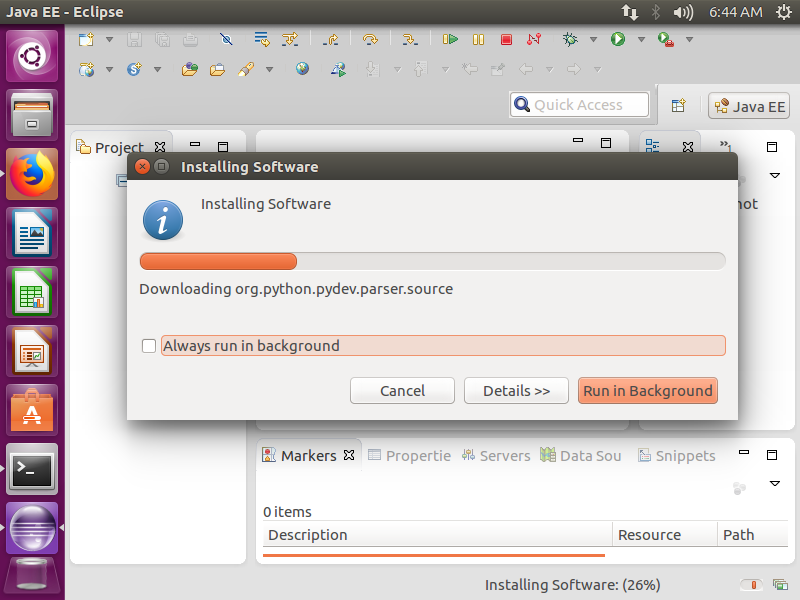 Java EE - Eclipse
6:44 AM
Quick Access
Java EE
Project
»1
not
Installing Software
Installing Software
Downloading org.python.pydev.parser.source
Always run in background
Cancel
Details >>
Run in Background
Markers
Propertie
Servers
Data Sou
Snippets
0 items
Description
Resource
Path
Installing Software: (26%)